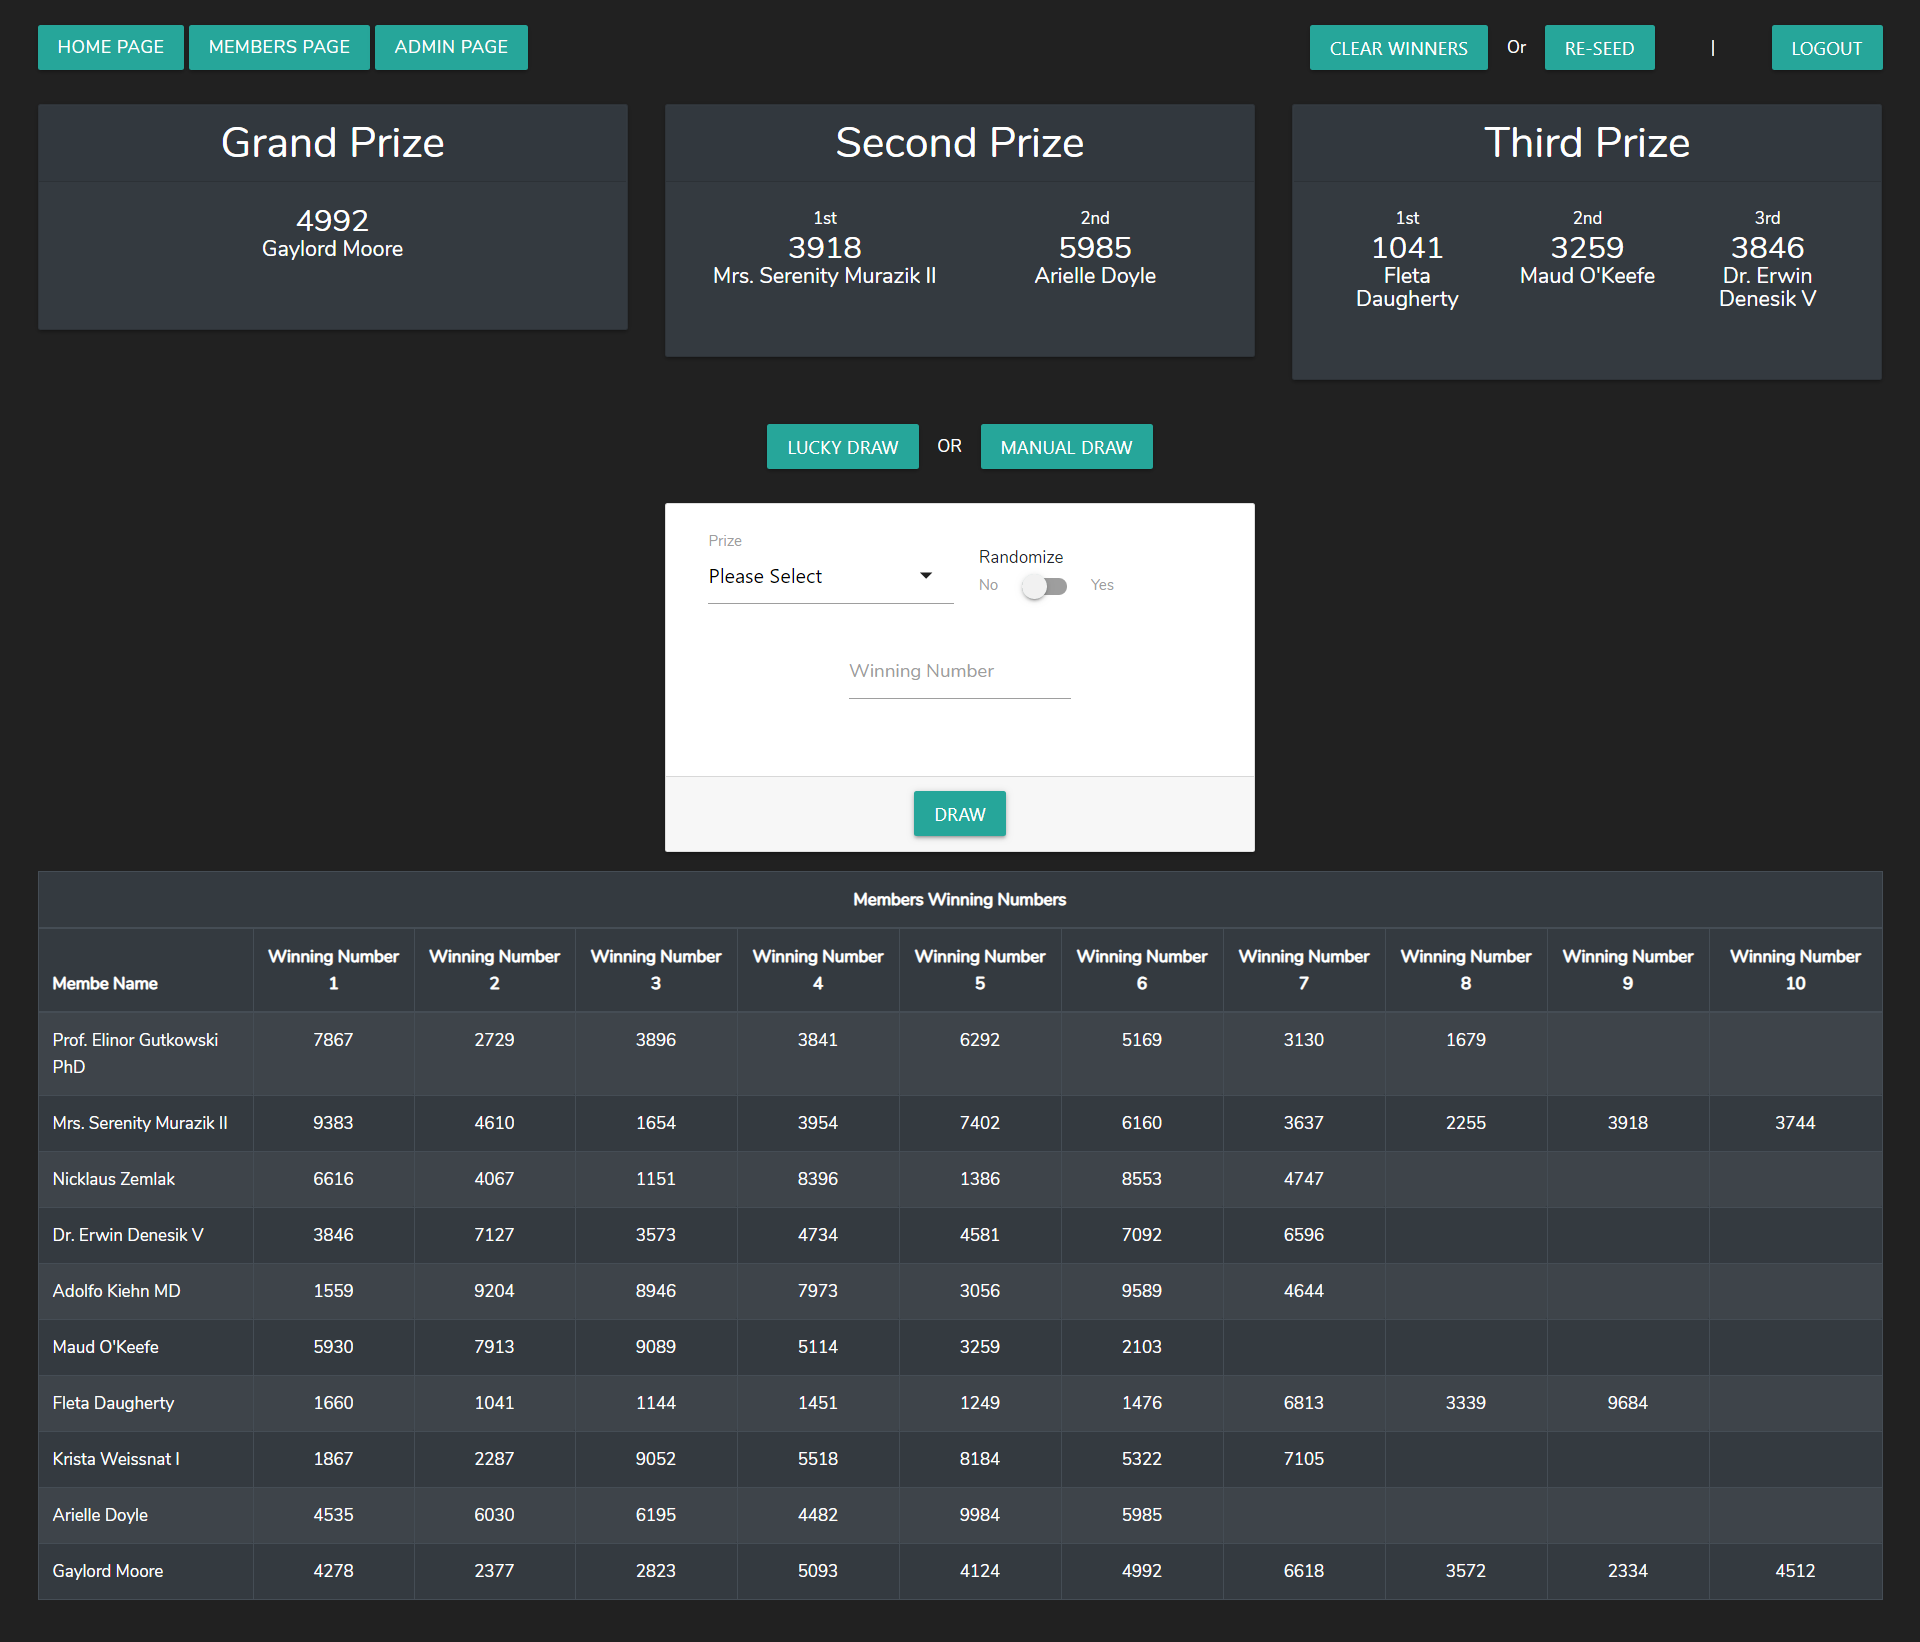 HOME PAGE MEMBERS PAGE ADMIN PAGE CLEAR WINNERS Or RE-SEED | LOGOUT
Grand Prize
4992
Gaylord Moore
Second Prize
1st 2nd
3918 5985
Mrs. Serenity Murazik II Arielle Doyle
Third Prize
1st 2nd 3rd
1041 3259 3846
Fleta Maud O'Keefe Dr. Erwin
Daugherty Denesik V
LUCKY DRAW OR MANUAL DRAW
Prize
Please Select
Randomize
No Yes
Winning Number
DRAW
Members Winning Numbers
Winning Number Winning Number Winning Number Winning Number Winning Number Winning Number Winning Number Winning Number Winning Number Winning Number
Membe Name 1 2 3 4 5 6 7 8 9 10
Prof. Elinor Gutkowski 7867 2729 3896 3841 6292 5169 3130 1679
PhD
Mrs. Serenity Murazik II 9383 4610 1654 3954 7402 6160 3637 2255 3918 3744
Nicklaus Zemlak 6616 4067 1151 8396 1386 8553 4747
Dr. Erwin Denesik V 3846 7127 3573 4734 4581 7092 6596
Adolfo Kiehn MD 1559 9204 8946 7973 3056 9589 4644
Maud O'Keefe 5930 7913 9089 5114 3259 2103
Fleta Daugherty 1660 1041 1144 1451 1249 1476 6813 3339 9684
Krista Weissnat I 1867 2287 9052 5518 8184 5322 7105
Arielle Doyle 4535 6030 6195 4482 9984 5985
Gaylord Moore 4278 2377 2823 5093 4124 4992 6618 3572 2334 4512